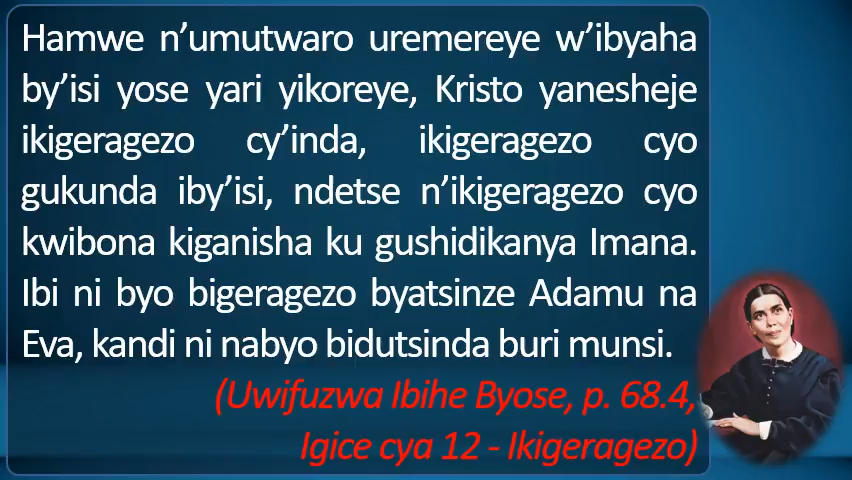 Hamwe n’umutwaro uremereye w’ibyaha
by’isi yose yari yikoreye, Kristo yanesheje
ikigeragezo cy’inda, ikigeragezo cyo
gukunda iby’isi, ndetse n’ikigeragezo cyo
kwibona kiganisha ku gushidikanya Imana.
Ibi ni byo bigeragezo byatsinze Adamu na
Eva, kandi ni nabyo bidutsinda buri munsi.
(Uwifuzwa Ibihe Byose, p. 68.4,
Igice cya 12 - Ikigeragezo)